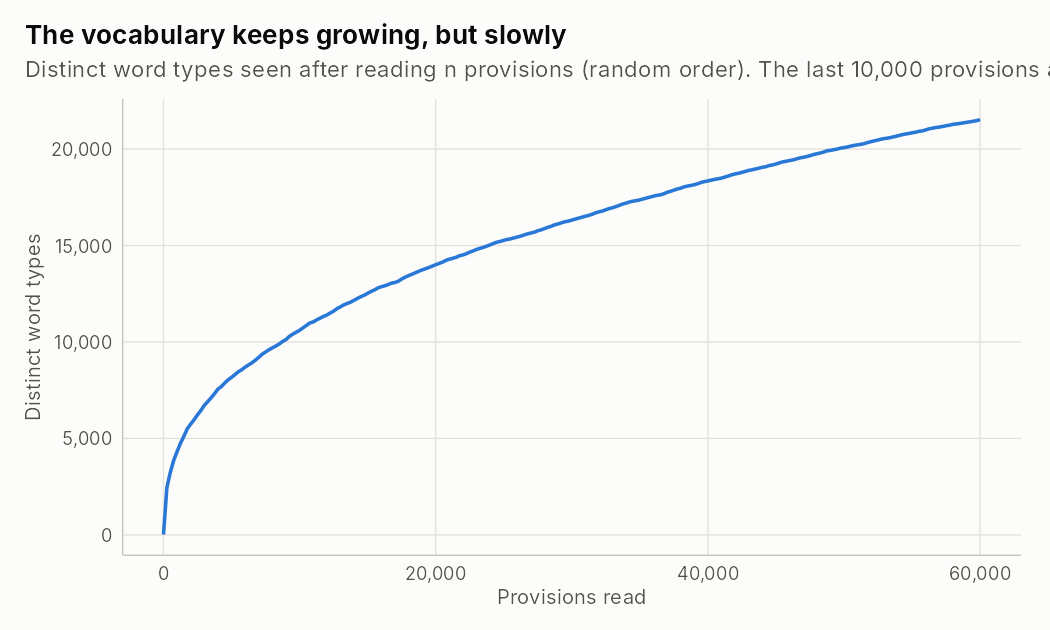 The vocabulary keeps growing, but slowly
Distinct word types seen after reading n provisions (random order). The last 10,000 provisions
20,000
15,000
10,000
5,000
0
Distinct word types
0 20,000 40,000 60,000
Provisions read